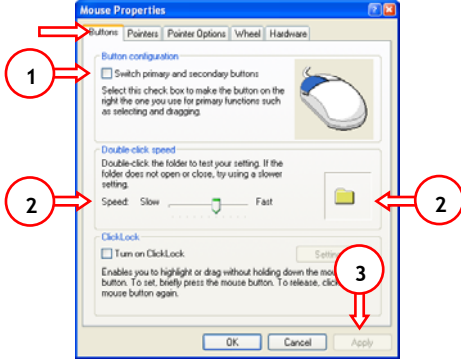 Mouse Properties
Buttons Pointers Pointer Options Wheel Hardware
Button configuration
1
Switch primary and secondary buttons
Select this check box to make the button on the
right the one you use for primary functions such
as selecting and dragging.
Double-click speed
Double-click the folder to test your setting. If the
folder does not open or close, try using a slower
setting.
2
Speed: Slow Fast
2
ClickLock
Turn on ClickLock
3
Enables you to highlight or drag without holding down the
button. To set, briefly press the mouse button. To release,
mouse button again.
OK Cancel Apply